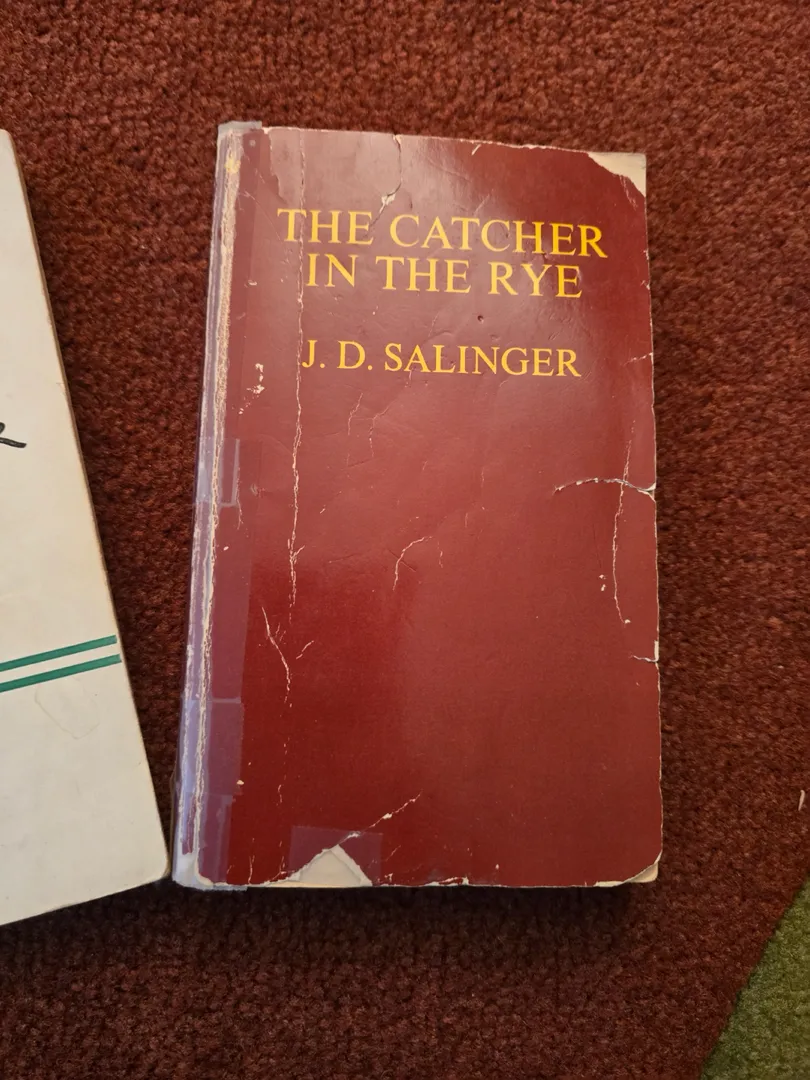 THE CATCHER
IN THE RYE
J. D. SALINGER